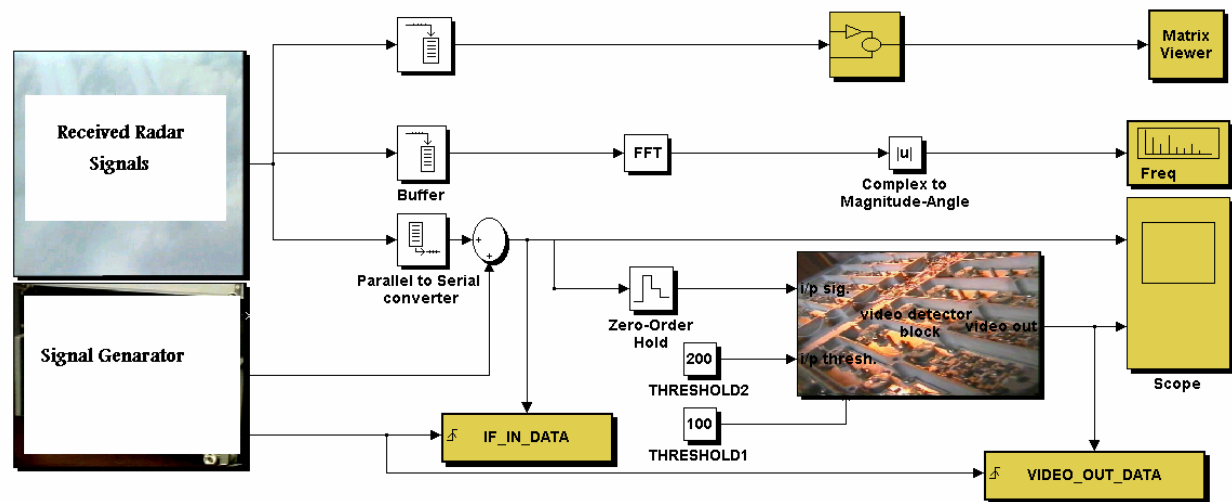 Matrix
Viewer
Received Radar
Signals
Buffer
FFT
|u|
Complex to
Magnitude-Angle
Freq
+
+
Parallel to Serial
converter
Zero-Order
Hold
i/p sig.
video detector
block
video out
i/p thresh.
Scope
Signal Genarator
200
THRESHOLD2
100
THRESHOLD1
IF_IN_DATA
VIDEO_OUT_DATA